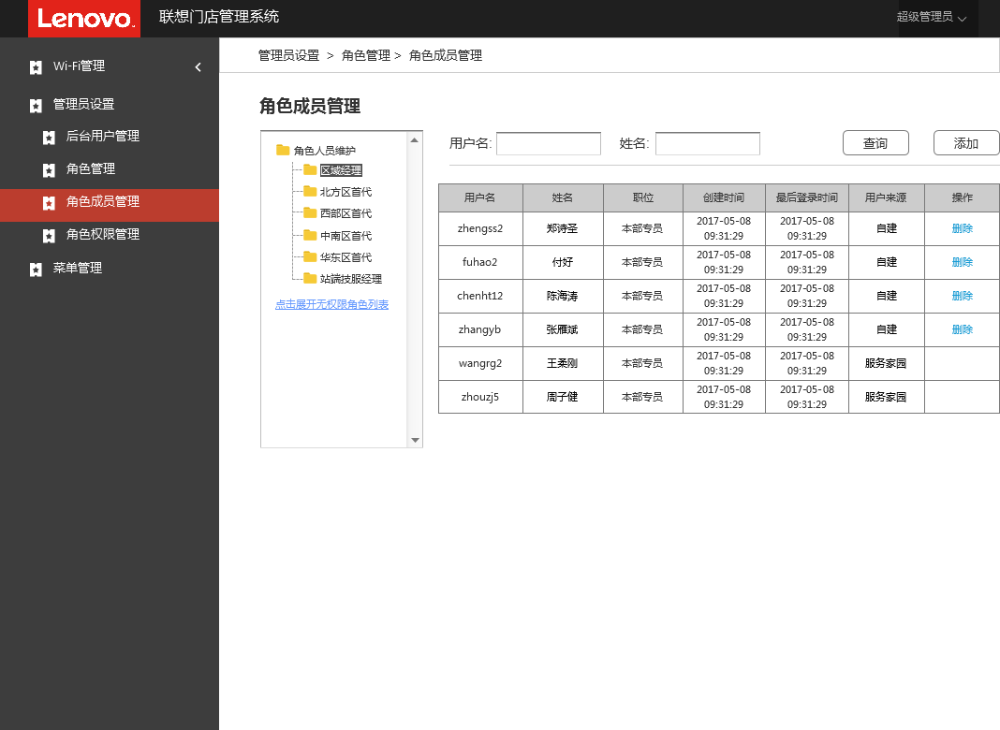 Lenovo
联想门店管理系统
超级管理员
Wi-Fi管理
管理员设置
后台用户管理
角色管理
角色成员管理
角色权限管理
菜单管理
管理员设置 > 角色管理 > 角色成员管理
角色成员管理
角色人员维护
区域经理
北方区首代
西部区首代
中南区首代
华东区首代
站端技服经理
点击展开无权限角色列表
用户名: 姓名: 查询 添加
用户名 姓名 职位 创建时间 最后登录时间 用户来源 操作
zhengss2 郑诗圣 本部专员 2017-05-08 09:31:29 2017-05-08 09:31:29 自建 删除
fuhao2 付好 本部专员 2017-05-08 09:31:29 2017-05-08 09:31:29 自建 删除
chenht12 陈海涛 本部专员 2017-05-08 09:31:29 2017-05-08 09:31:29 自建 删除
zhangyb 张雁斌 本部专员 2017-05-08 09:31:29 2017-05-08 09:31:29 自建 删除
wangrg2 王柔刚 本部专员 2017-05-08 09:31:29 2017-05-08 09:31:29 服务家园
zhouzj5 周子健 本部专员 2017-05-08 09:31:29 2017-05-08 09:31:29 服务家园